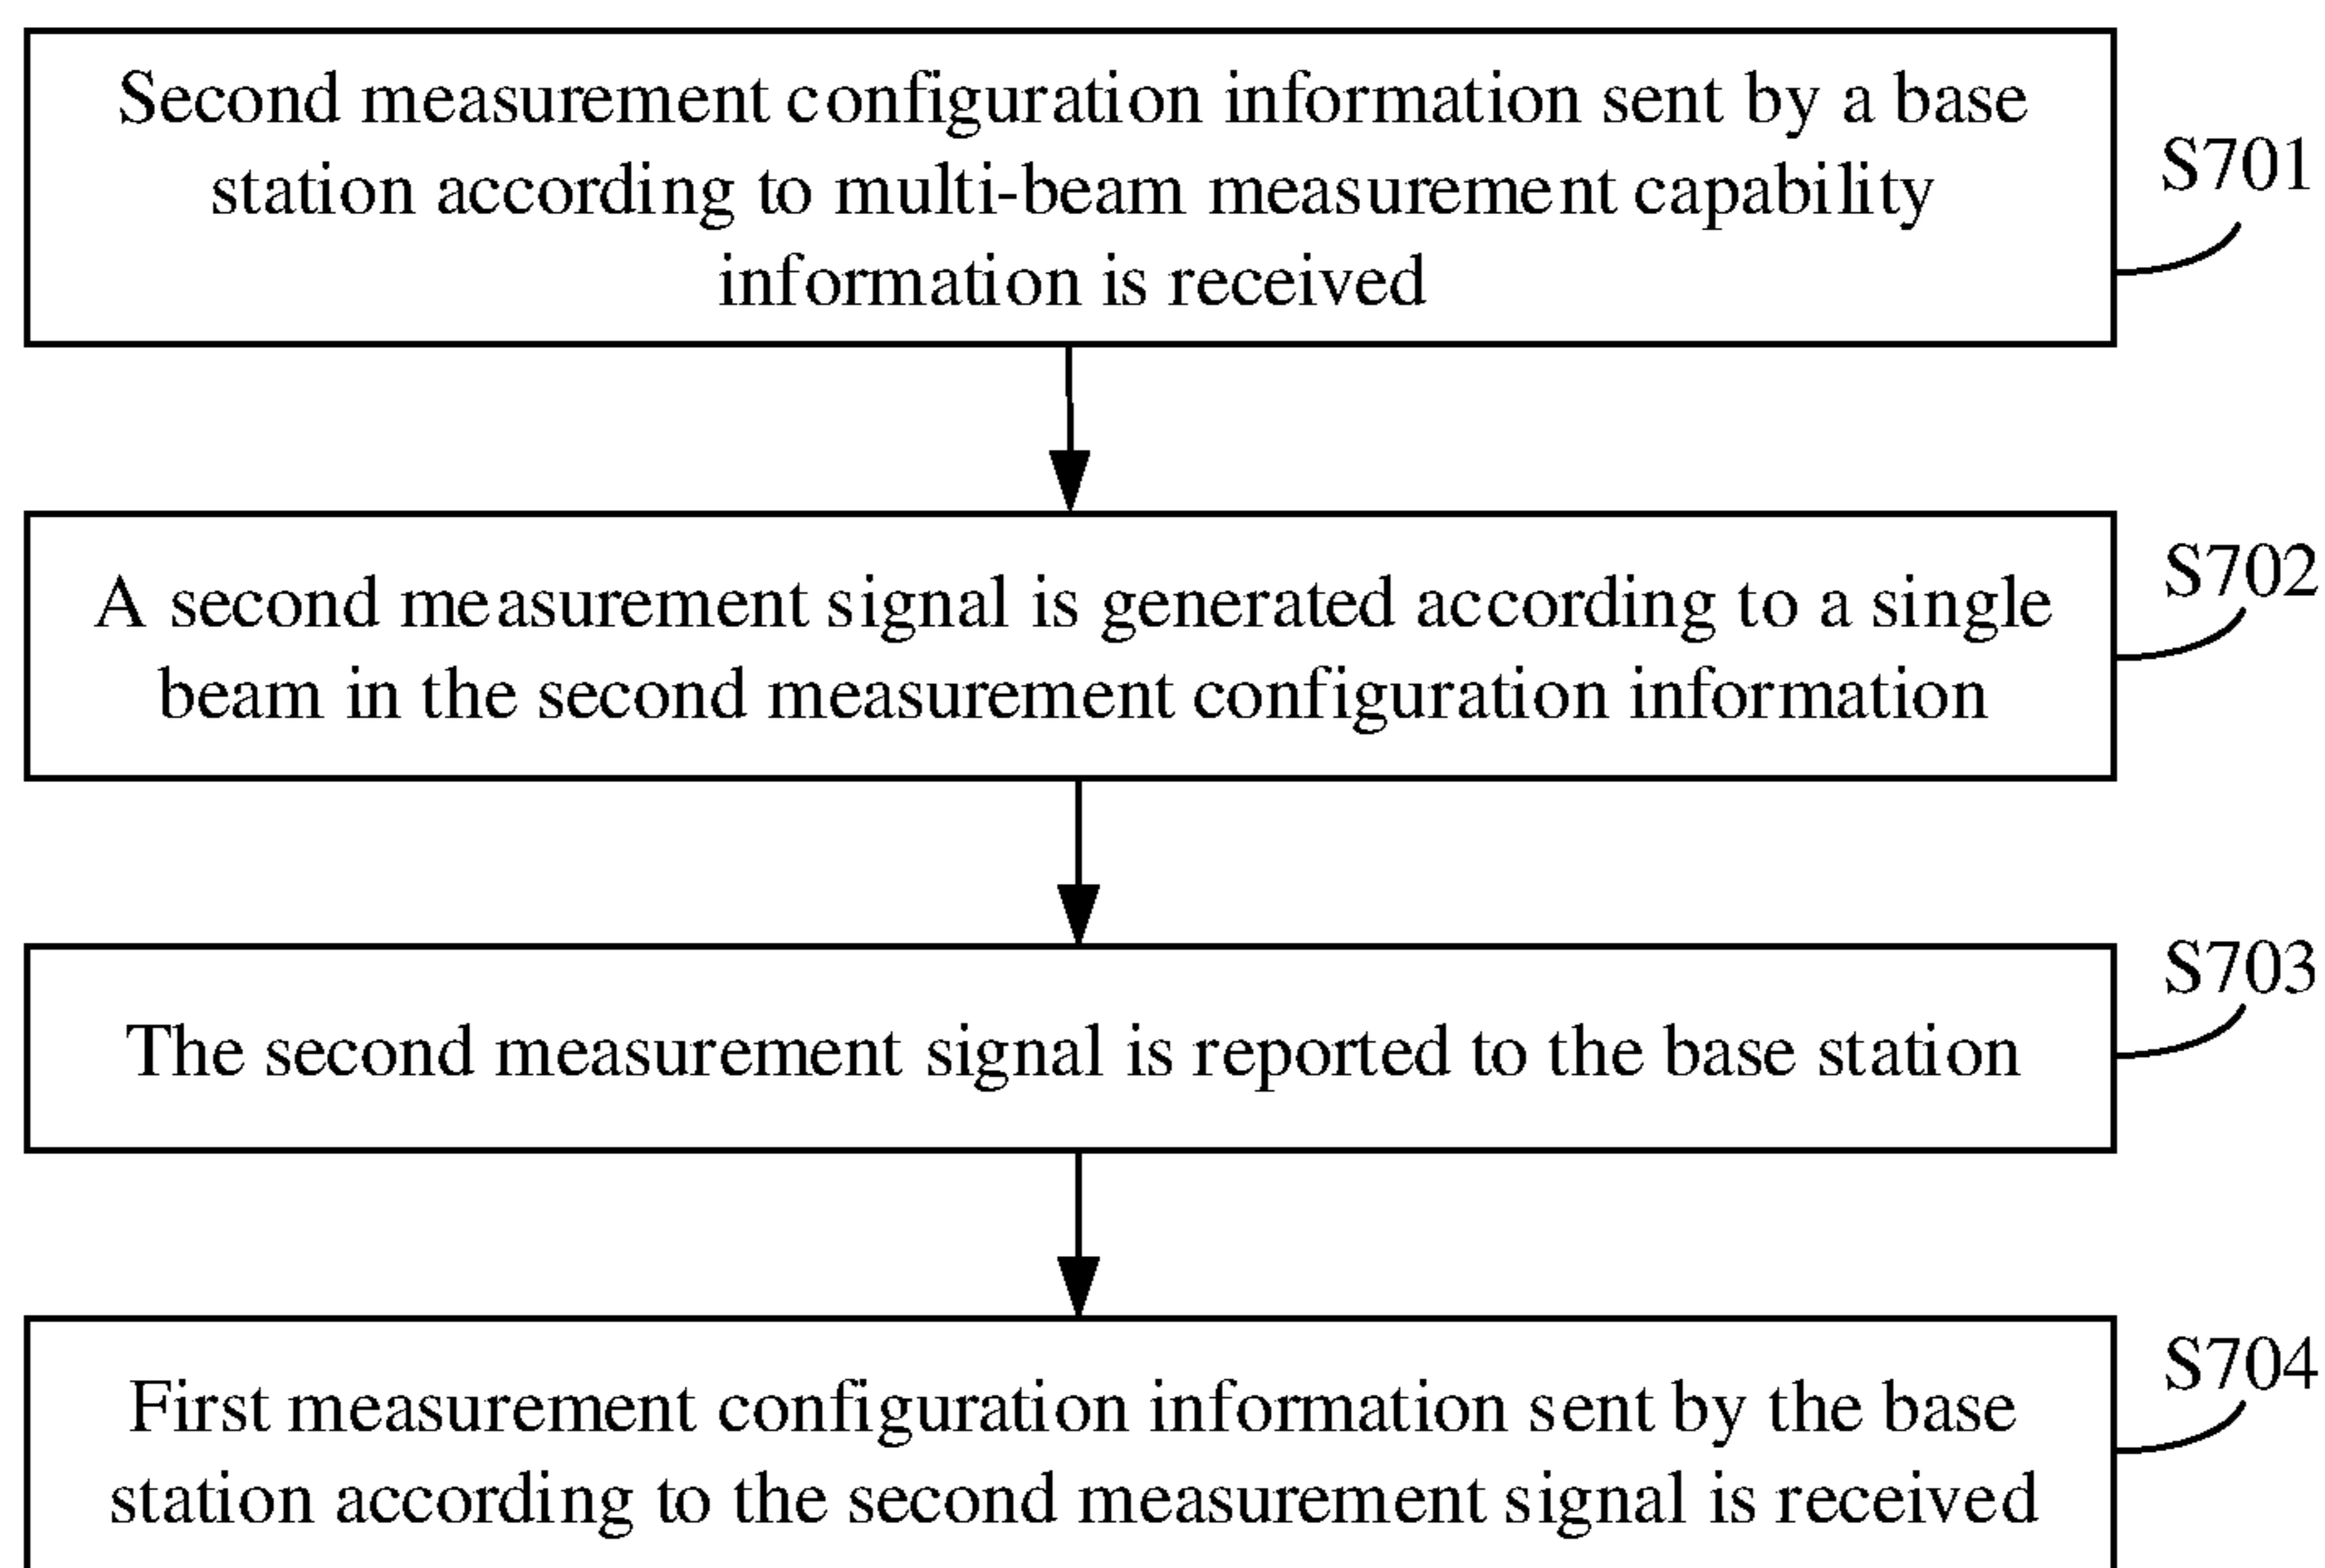 Second measurement configuration information sent by a base
station according to multi-beam measurement capability
information is received
S701
A second measurement signal is generated according to a single
beam in the second measurement configuration information
S702
The second measurement signal is reported to the base station
S703
First measurement configuration information sent by the base
station according to the second measurement signal is received
S704